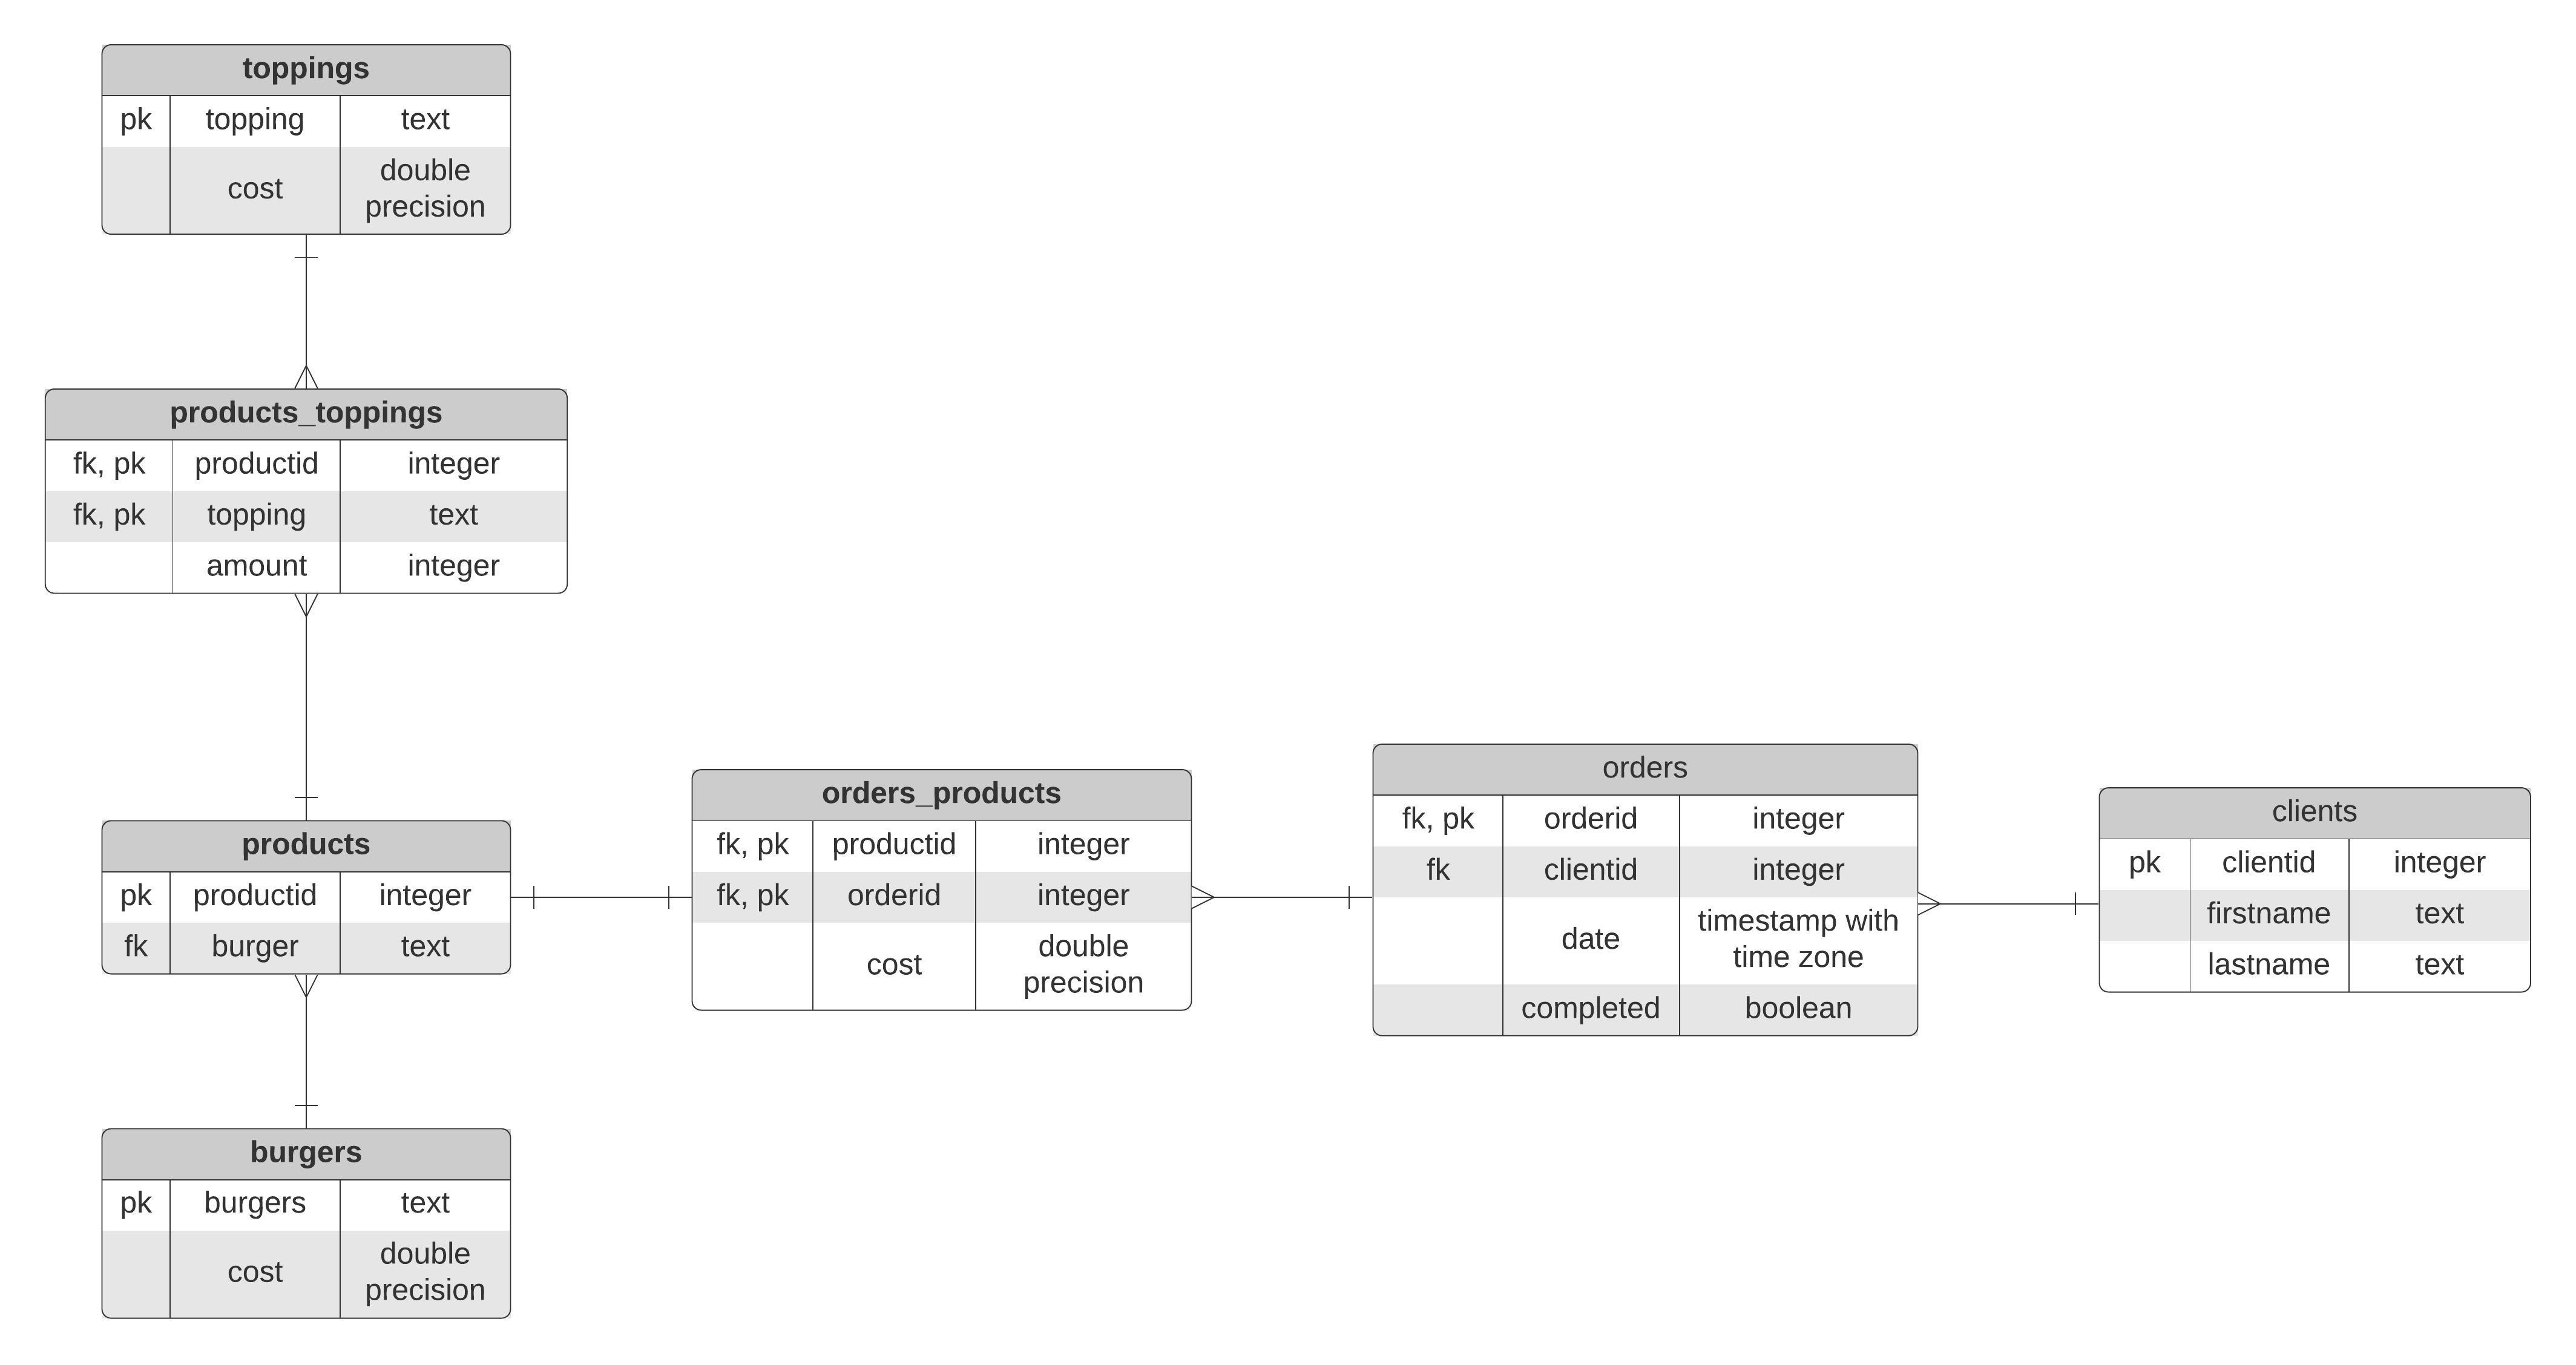 toppings
pk topping text
cost double
precision
products_toppings
fk, pk productid integer
fk, pk topping text
amount integer
products
pk productid integer
fk burger text
burgers
pk burgers text
cost double
precision
orders_products
fk, pk productid integer
fk, pk orderid integer
cost double
precision
orders
fk, pk orderid integer
fk clientid integer
date timestamp with
time zone
completed boolean
clients
pk clientid integer
firstname text
lastname text